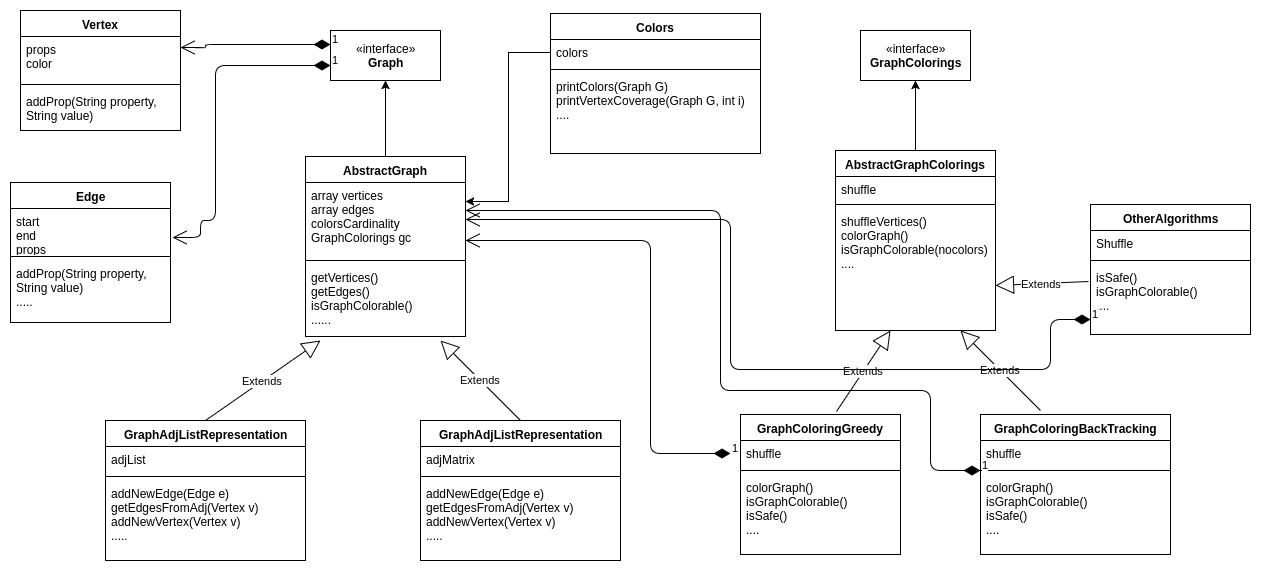 Vertex
props
color
addProp(String property,
String value)
1
1
«interface»
Graph
Colors
colors
printColors(Graph G)
printVertexCoverage(Graph G, int i)
....
«interface»
GraphColorings
Edge
start
end
props
addProp(String property,
String value)
.....
AbstractGraph
array vertices
array edges
colorsCardinality
GraphColorings gc
getVertices()
getEdges()
isGraphColorable()
......
AbstractGraphColorings
shuffle
shuffleVertices()
colorGraph()
isGraphColorable(nocolors)
....
OtherAlgorithms
Shuffle
isSafe()
isGraphColorable()
...
Extends
1
Extends
Extends
Extends
Extends
GraphAdjListRepresentation
adjList
addNewEdge(Edge e)
getEdgesFromAdj(Vertex v)
addNewVertex(Vertex v)
.....
GraphAdjListRepresentation
adjMatrix
addNewEdge(Edge e)
getEdgesFromAdj(Vertex v)
addNewVertex(Vertex v)
.....
1
GraphColoringGreedy
shuffle
colorGraph()
isGraphColorable()
isSafe()
....
1
GraphColoringBackTracking
shuffle
colorGraph()
isGraphColorable()
isSafe()
....